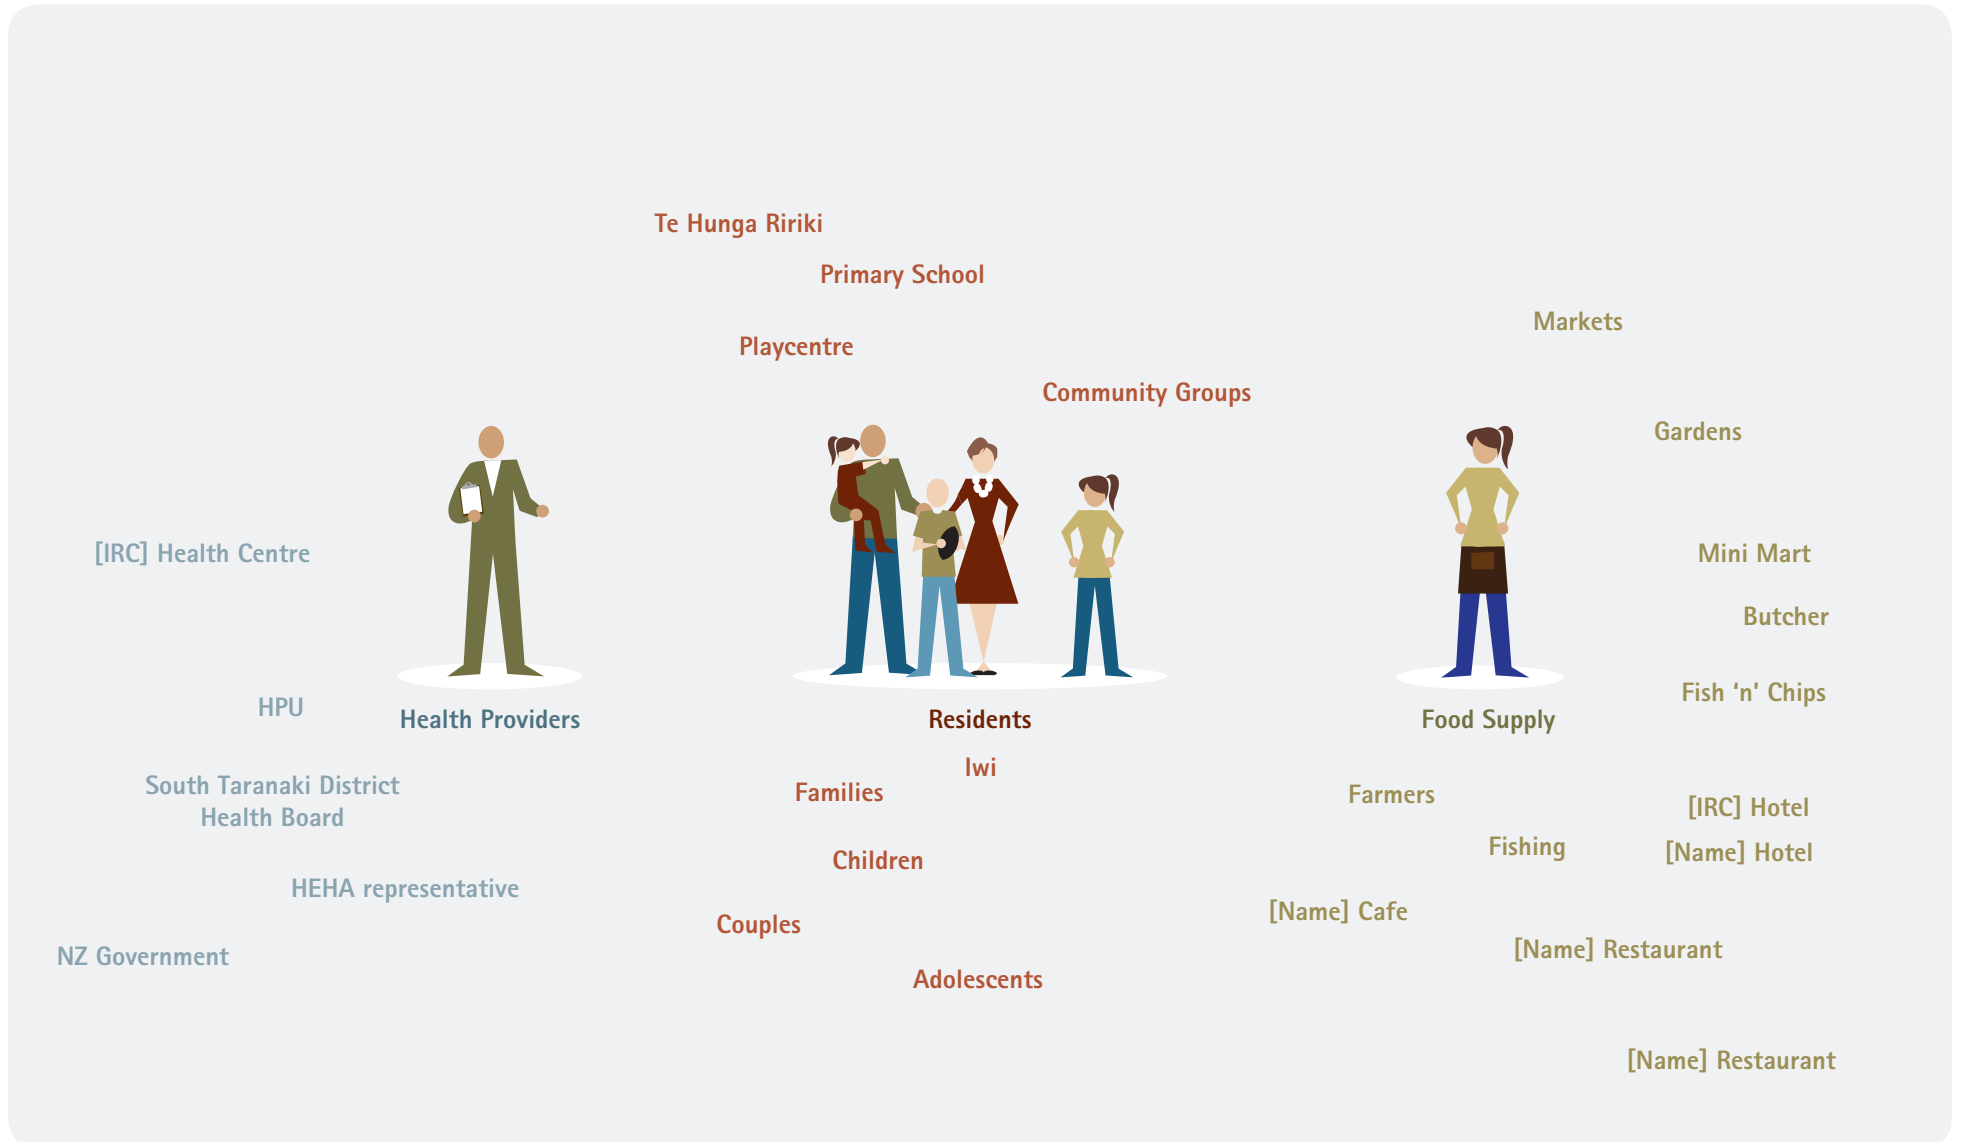 Te Hunga Ririki
Primary School
Markets
Playcentre
Community Groups
Gardens
[IRC] Health Centre
Mini Mart
Butcher
Fish ‘n’ Chips
HPU
Health Providers
Residents
Food Supply
Iwi
South Taranaki District
Health Board
Families
Farmers
[IRC] Hotel
Fishing
[Name] Hotel
Children
HEHA representative
[Name] Cafe
Couples
[Name] Restaurant
NZ Government
Adolescents
[Name] Restaurant